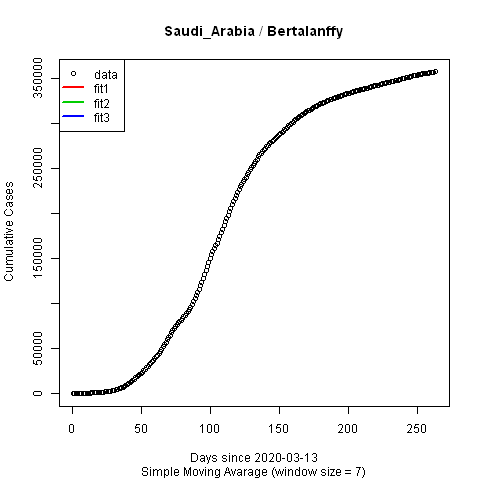 Saudi_Arabia / Bertalanffy
350000
250000
150000
50000
0
Cumulative Cases
data
fit1
fit2
fit3
0 50 100 150 200 250
Days since 2020-03-13
Simple Moving Avarage (window size = 7)